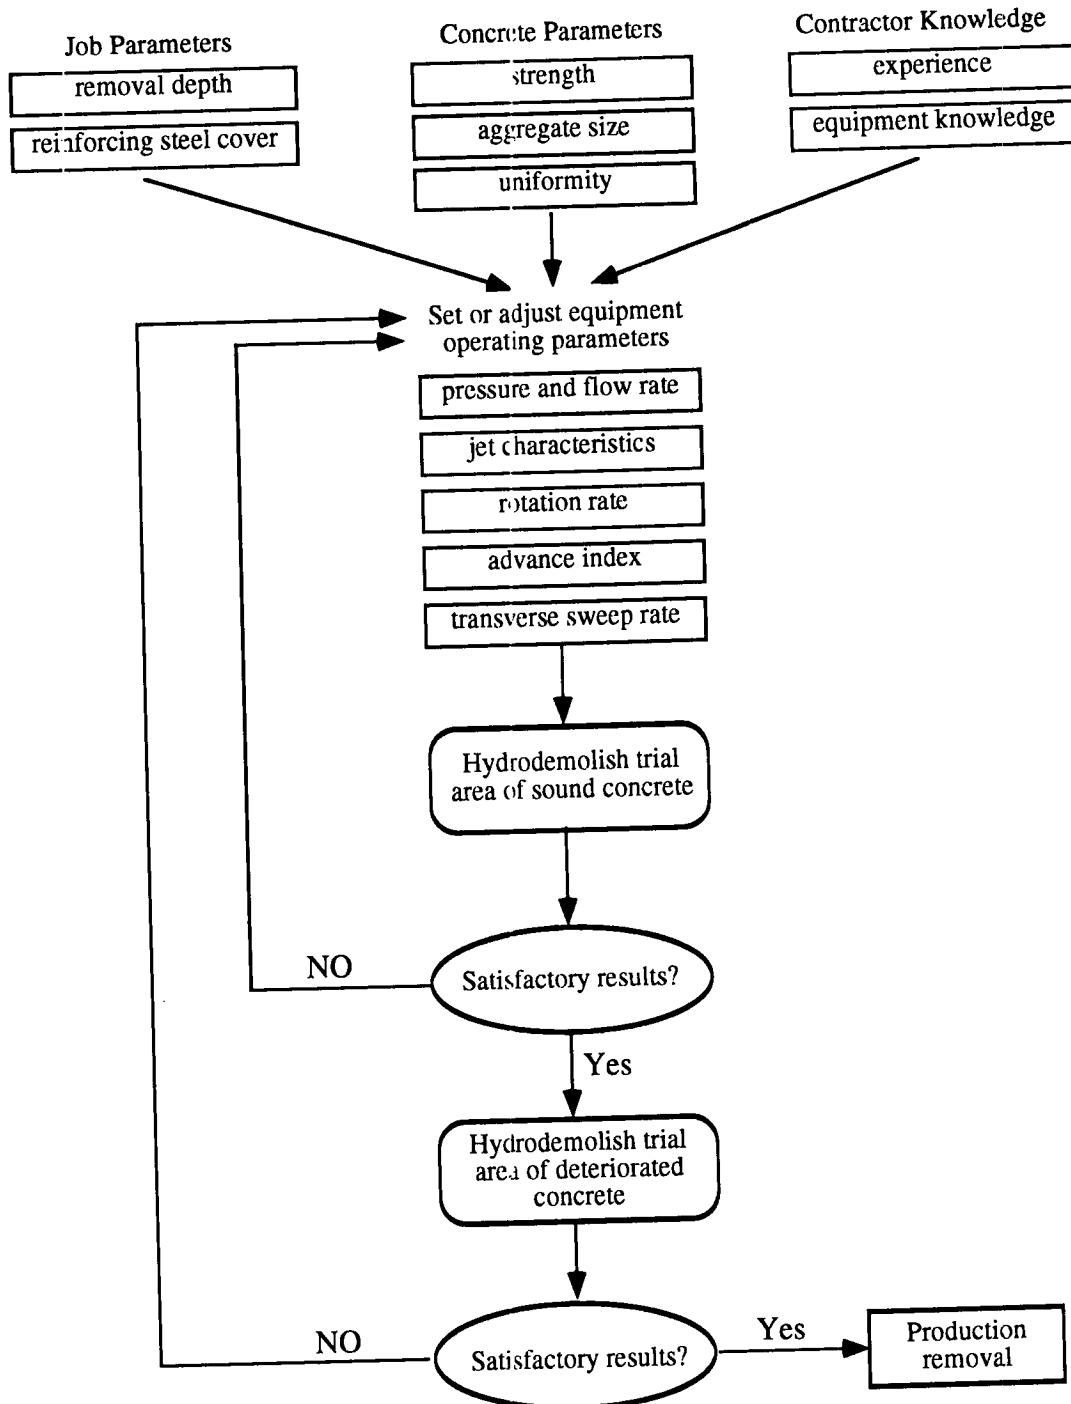 Job Parameters
removal depth
reinforcing steel cover
Concrete Parameters
strength
aggregate size
uniformity
Contractor Knowledge
experience
equipment knowledge
Set or adjust equipment
operating parameters
pressure and flow rate
jet characteristics
rotation rate
advance index
transverse sweep rate
Hydrodemolish trial
area of sound concrete
Satisfactory results?
NO
Yes
Hydrodemolish trial
area of deteriorated
concrete
Satisfactory results?
NO
Yes
Production
removal